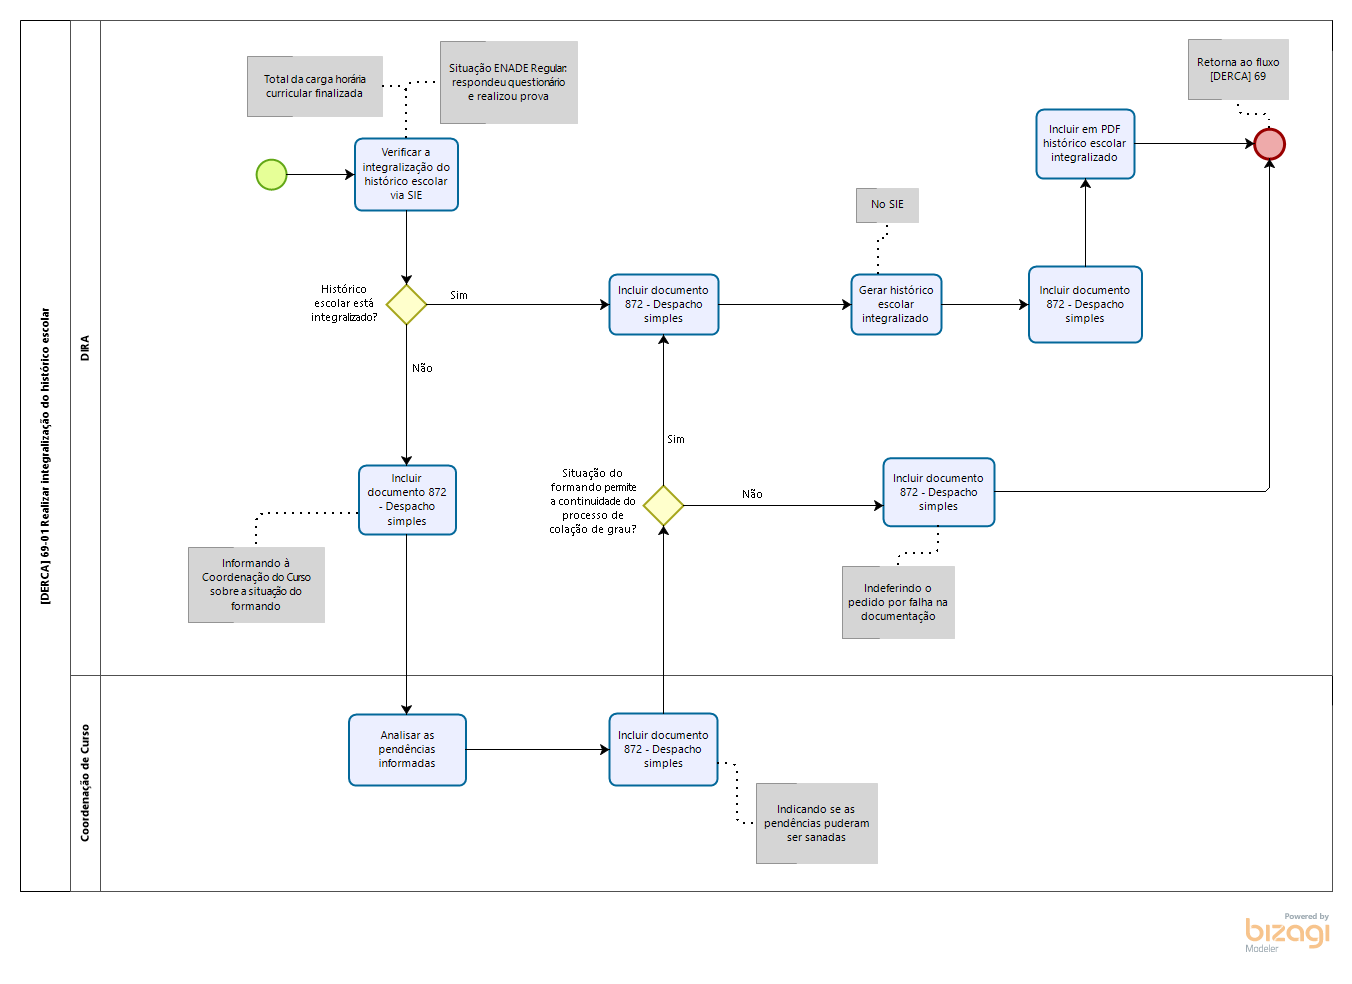 [DERCA] 69-01 Realizar integralização do histórico escolar
DIRA
Total da carga horária
curricular finalizada
Situação ENADE Regular:
respondeu questionário
e realizou prova
Verificar a
integralização do
histórico escolar
via SIE
Histórico
escolar está
integralizado?
Sim
Não
Incluir documento
872 - Despacho
simples
No SIE
Gerar histórico
escolar
integralizado
Incluir documento
872 - Despacho
simples
Incluir em PDF
histórico escolar
integralizado
Retorna ao fluxo
[DERCA] 69
Incluir
documento 872
- Despacho
simples
Informando à
Coordenação do Curso
sobre a situação do
formando
Situação do
formando permite
a continuidade do
processo de
colação de grau?
Sim
Não
Incluir documento
872 - Despacho
simples
Indeferindo o
pedido por falha na
documentação
Coordenação de Curso
Analisar as
pendências
informadas
Incluir documento
872 - Despacho
simples
Indicando se as
pendências puderam
ser sanadas
Powered by
bizagi
Modeler